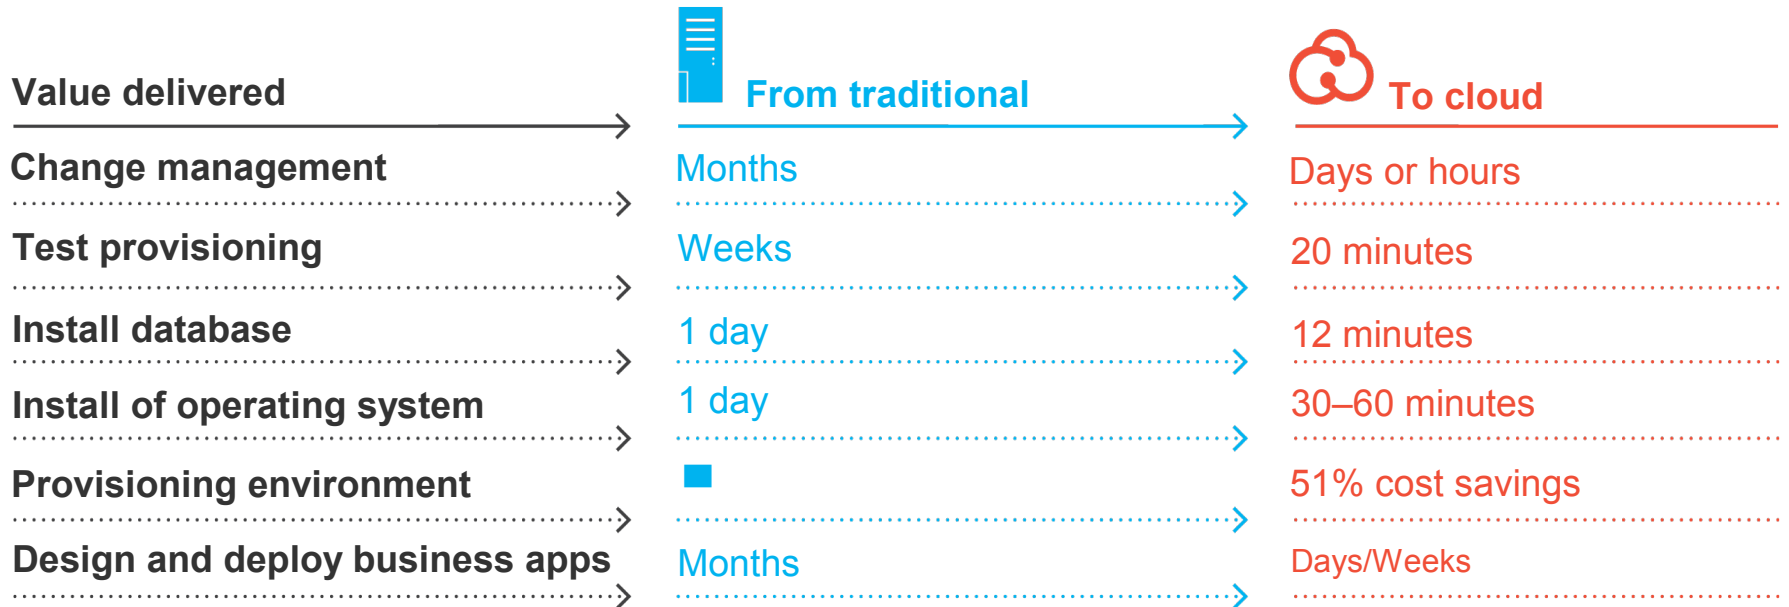 Value delivered
From traditional
To cloud
Change management
Months
Days or hours
Test provisioning
Weeks
20 minutes
Install database
1 day
12 minutes
Install of operating system
1 day
30–60 minutes
Provisioning environment
51% cost savings
Design and deploy business apps
Months
Days/Weeks